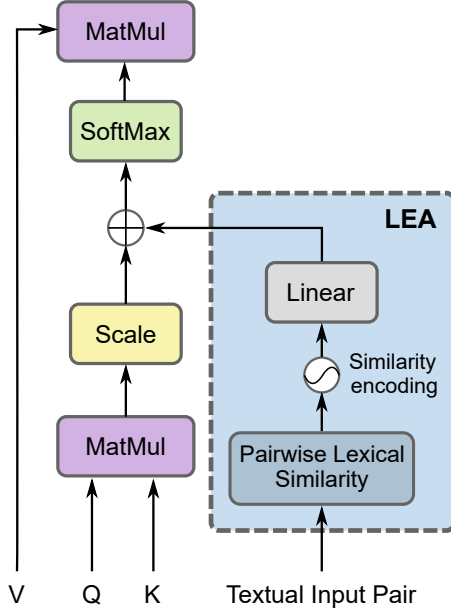 MatMul
SoftMax
LEA
Linear
Scale
Similarity
encoding
MatMul
Pairwise Lexical
Similarity
V
Q
K
Textual Input Pair